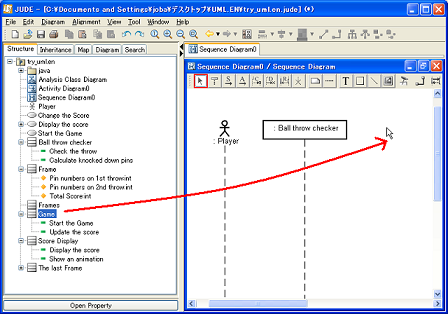 JUDE - [C:¥Documents and Settings¥joba¥デスクトップ¥UML.EN¥try_umlen.jude] (*
File Edit Diagram Alignment View Tool Window Help
Structure Inheritance Map Diagram Search
try_umlen
java
Analysis Class Diagram
Activity Diagram0
Sequence Diagram0
Player
Change the Score
Display the score
Start the Game
Ball throw checker
Check the throw
Calculate knocked down pins
Frame
Pin numbers on 1st throw:int
Pin numbers on 2nd throw:int
Total Score:int
Frames
Game
Start the Game
Update the score
Score Display
Display the score
Show an animation
The last Frame
Open Property
Sequence Diagram0
Sequence Diagram0 / Sequence Diagram
: Player
: Ball throw checker